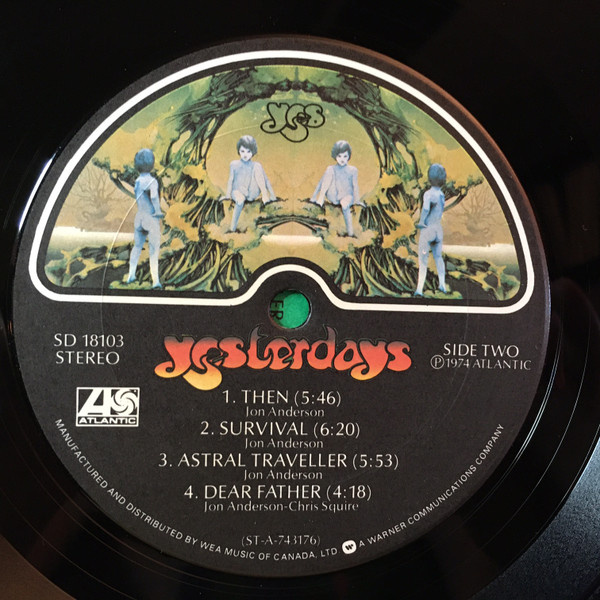 yes
ER
SD 18103
STEREO
yesterdays
SIDE TWO
Ⓟ1974 ATLANTIC
ATLANTIC
1. THEN (5:46)
Jon Anderson
2. SURVIVAL (6:20)
Jon Anderson
3. ASTRAL TRAVELLER (5:53)
Jon Anderson
4. DEAR FATHER (4:18)
Jon Anderson-Chris Squire
(ST-A-743176)
MANUFACTURED AND DISTRIBUTED BY WEA MUSIC OF CANADA, LTD W A WARNER COMMUNICATIONS COMPANY